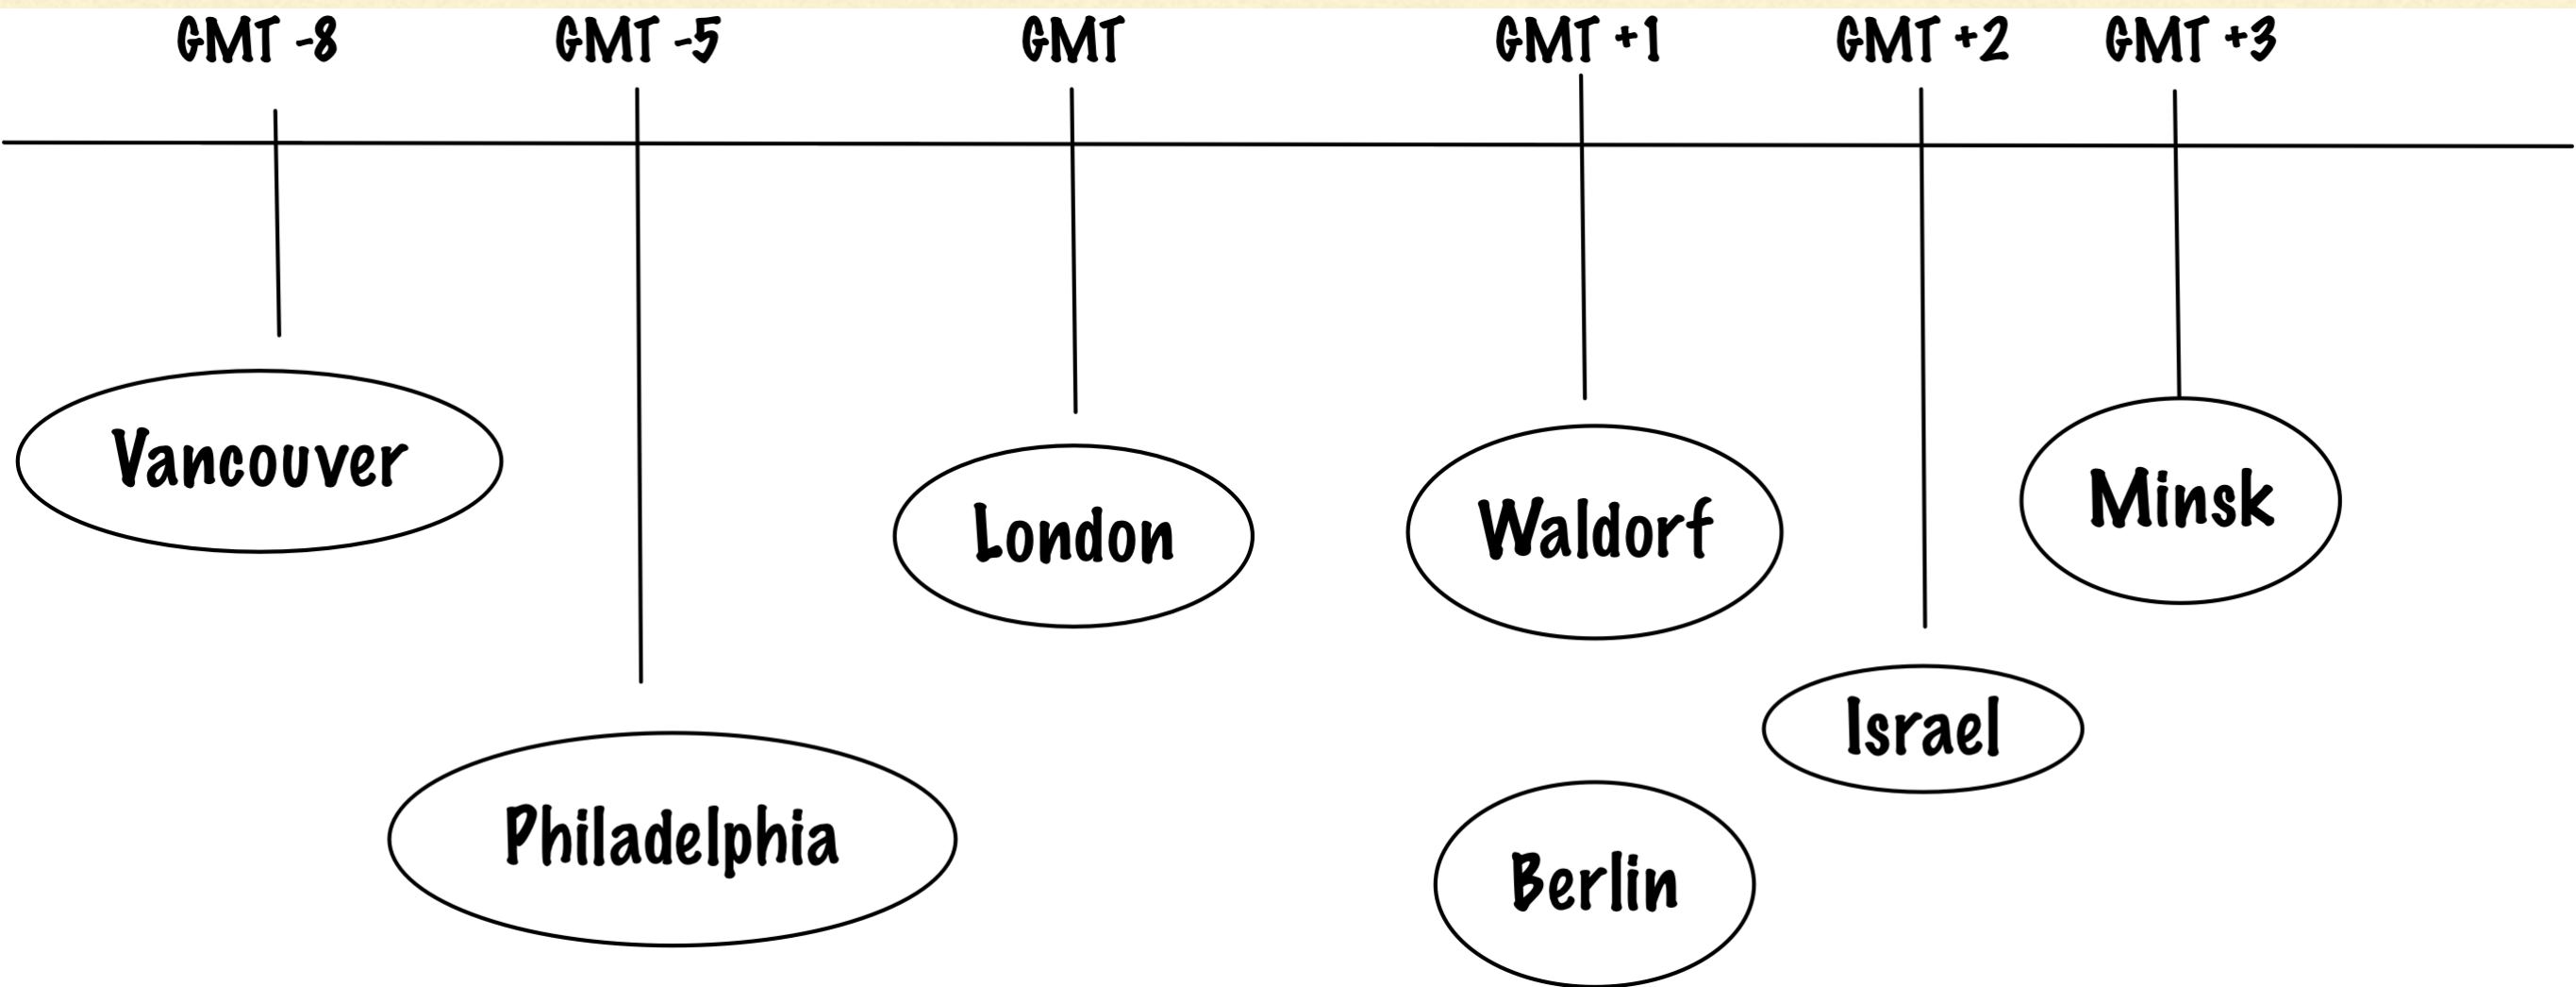 GMT -8
GMT -5
GMT
GMT +1
GMT +2
GMT +3
Vancouver
London
Waldorf
Minsk
Israel
Philadelphia
Berlin